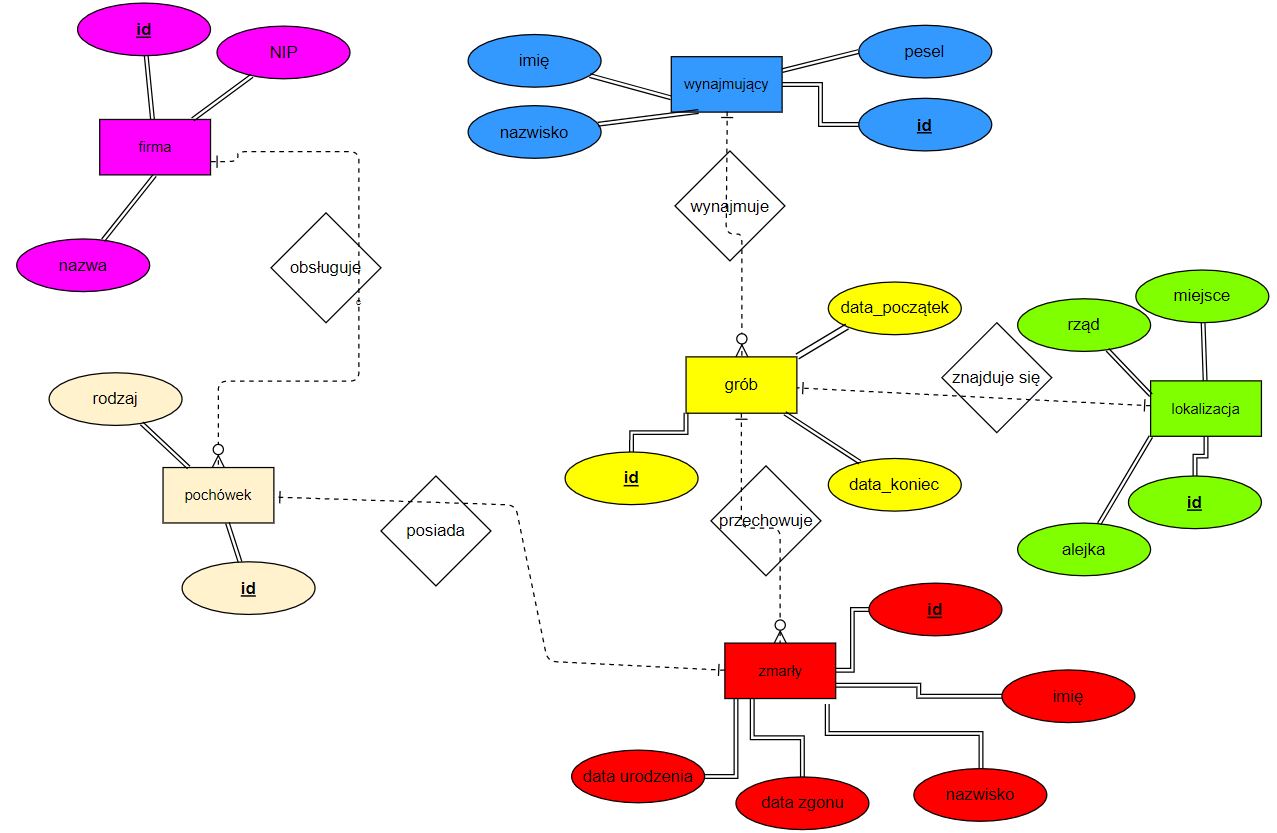 id
NIP
firma
nazwa
imię
nazwisko
wynajmujący
pesel
id
wynajmuje
obsługuje
rodzaj
pochówek
id
posiada
data_początek
grób
id
data_koniec
znajduje się
miejsce
rząd
lokalizacja
id
alejka
przechowuje
id
zmarły
imię
nazwisko
data urodzenia
data zgonu